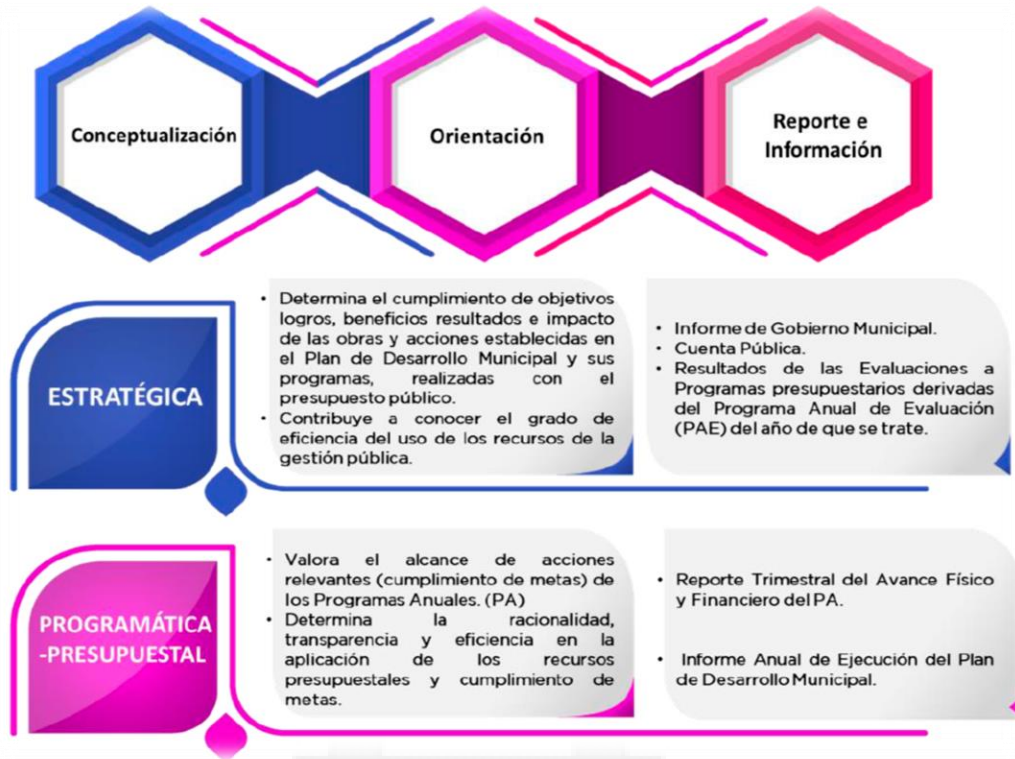 Conceptualización
Orientación
Reporte e
Información
ESTRATÉGICA
• Determina el cumplimiento de objetivos
logros, beneficios resultados e impacto
de las obras y acciones establecidas en
el Plan de Desarrollo Municipal y sus
programas, realizadas con el
presupuesto público.
• Contribuye a conocer el grado de
eficiencia del uso de los recursos de la
gestión pública.
• Informe de Gobierno Municipal.
• Cuenta Pública.
• Resultados de las Evaluaciones a
Programas presupuestarios derivadas
del Programa Anual de Evaluación
(PAE) del año de que se trate.
PROGRAMÁTICA
-PRESUPUESTAL
• Valora el alcance de acciones
relevantes (cumplimiento de metas) de
los Programas Anuales. (PA)
• Determina la racionalidad,
transparencia y eficiencia en la
aplicación de los recursos
presupuestales y cumplimiento de
metas.
• Reporte Trimestral del Avance Físico
y Financiero del PA.
• Informe Anual de Ejecución del Plan
de Desarrollo Municipal.